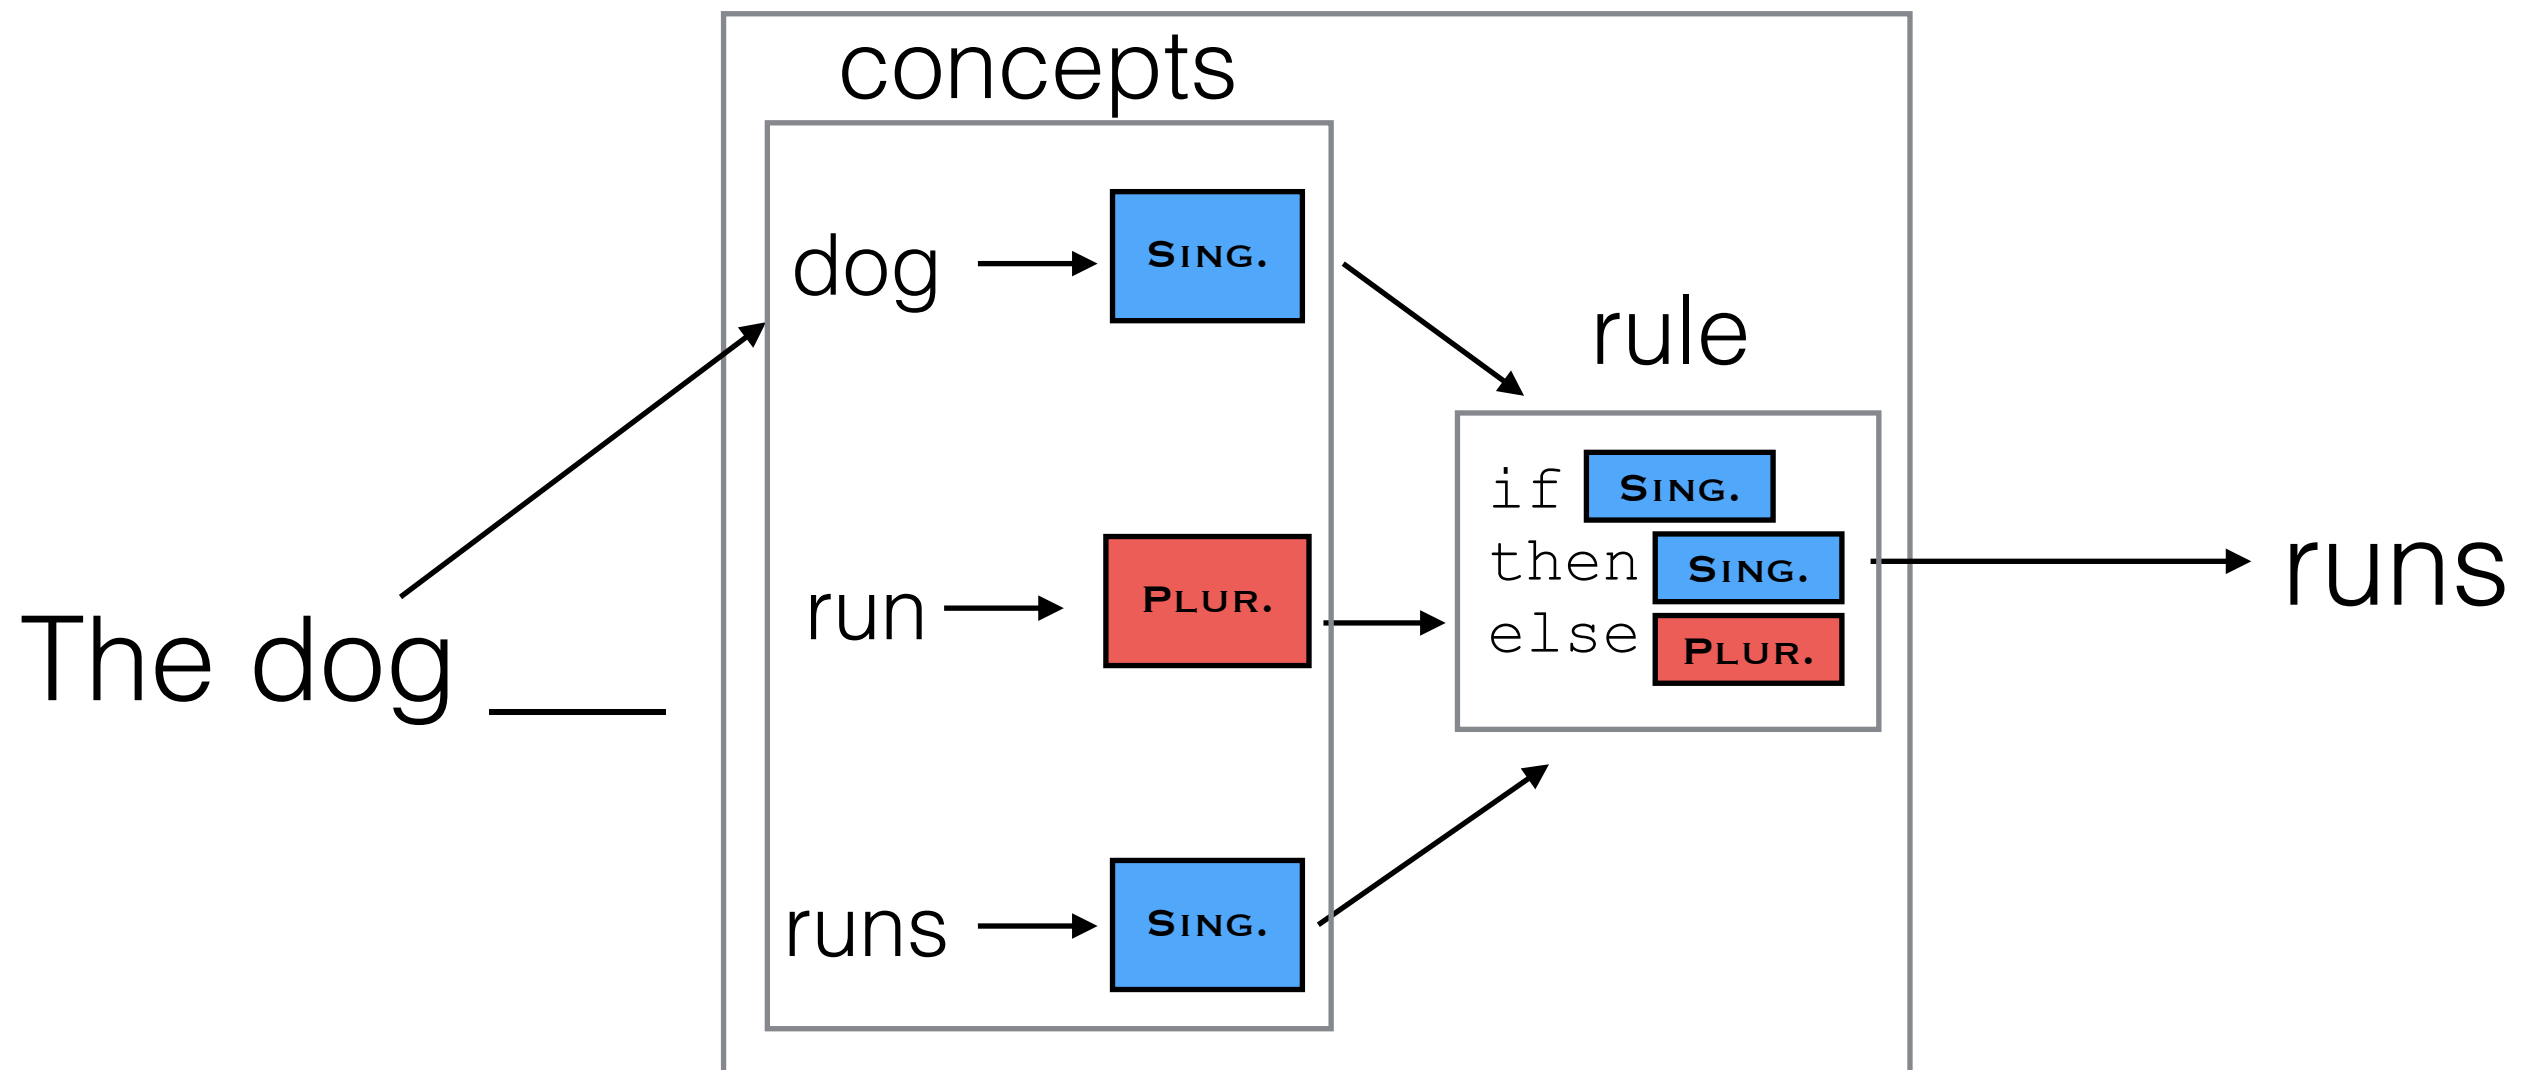 concepts
dog
SING.
rule
if SING.
then SING.
else PLUR.
run
PLUR.
runs
The dog ___
runs
SING.